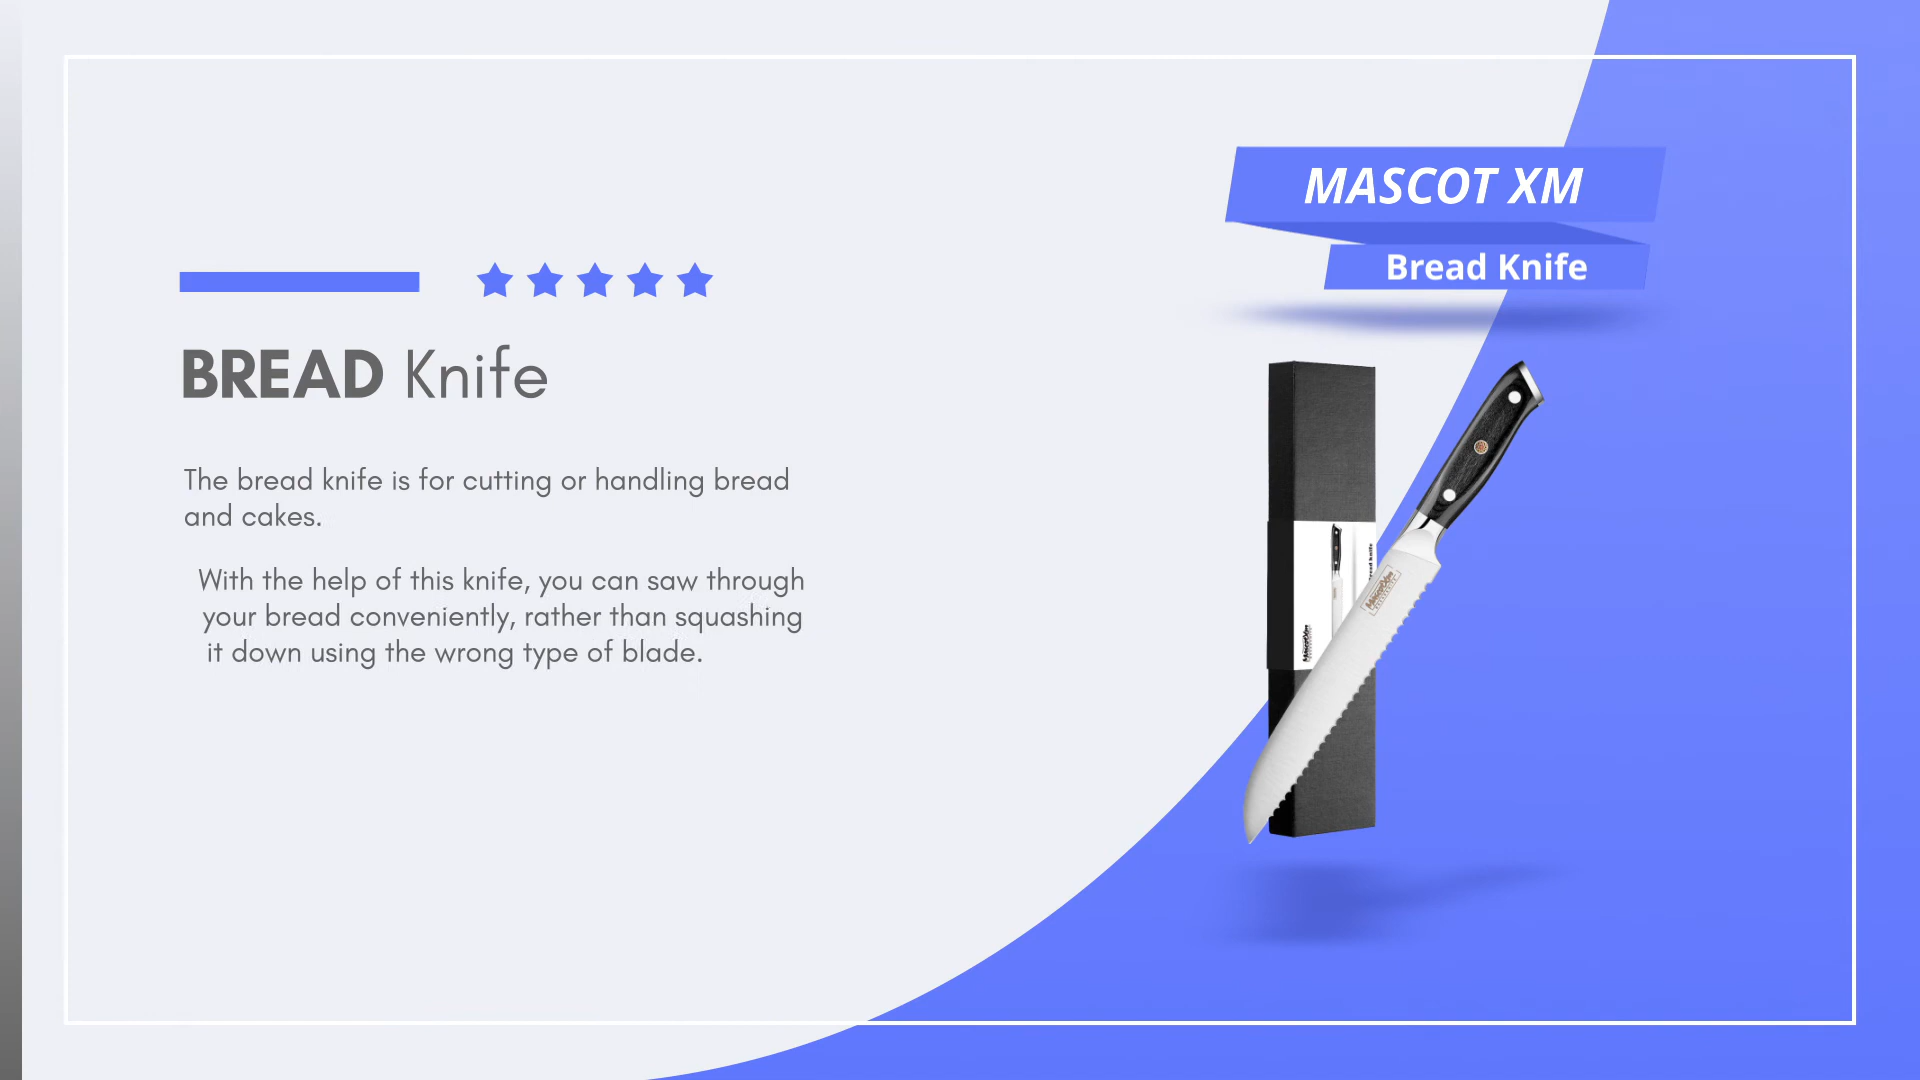 MASCOT XM
Bread Knife
BREAD Knife
The bread knife is for cutting or handling bread
and cakes.
With the help of this knife, you can saw through
your bread conveniently, rather than squashing
it down using the wrong type of blade.